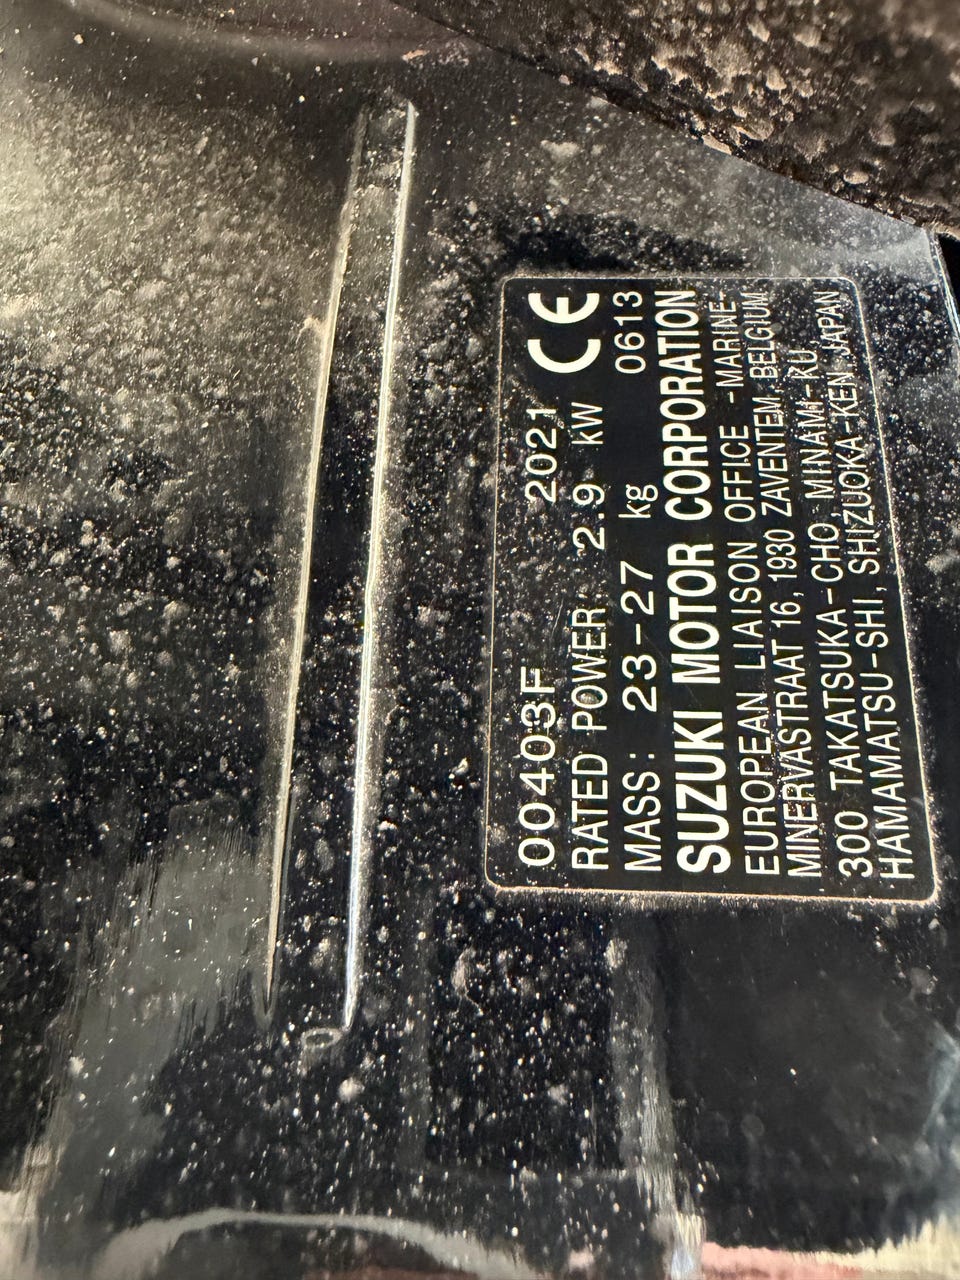 00403F 2021 CE
RATED POWER 2.9 kW
MASS: 23-27 kg 0613
SUZUKI MOTOR CORPORATION
EUROPEAN LIAISON OFFICE -MARINE-
MINERVASTRAAT 16, 1930 ZAVENTEM, BELGIUM
300 TAKATSUKA-CHO, MINAMI-KU,
HAMAMATSU-SHI, SHIZUOKA-KEN JAPAN